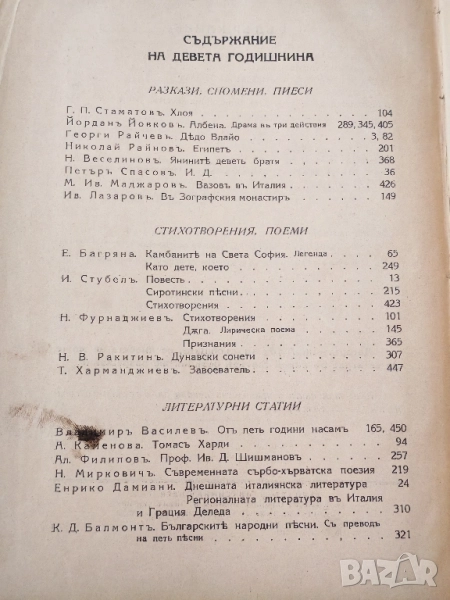 СЪДЪРЖАНИЕ
НА ДЕВЕТА ГОДИШНИНА
РАЗКАЗИ, СПОМЕНИ, ПИЕСИ
Г. П. Стаматовъ. Хлоя 104
Йорданъ Йовковъ. Албена. Драма въ три действия 289, 345, 405
Георги Райчевъ. Дѣдо Влайо 3, 82
Николай Райновъ. Египетъ 201
Н. Веселиновъ. Янинитѣ деветь братя 368
Петъръ Спасовъ. И. Д. 36
М. Ив. Маджаровъ. Вазовъ въ Италия 426
Ив. Лазаровъ. Въ Зографския монастиръ 149
СТИХОТВОРЕНИЯ, ПОЕМИ
Е. Багряна. Камбанитѣ на Света София. Легенда 65
Като дете, което 249
И. Стубелъ. Повесть 13
Сиротински пѣсни 215
Стихотворения 423
Н. Фурнаджиевъ. Стихотворения 101
Джга. Лирическа поема 145
Признания 365
Н. В. Ракитинъ. Дунавски сонети 307
Т. Харманджиевъ. Завоеватель 447
ЛИТЕРАТУРНИ СТАТИИ
Владимиръ Василевъ. Отъ петь години насамъ 165, 450
А. Каменова. Томасъ Харди 94
Ал. Филиповъ. Проф. Ив. Д. Шишмановъ 257
Н. Мирковичъ. Съвременната сърбо-хърватска поезия 219
Енрико Дамиани. Днешната италиянска литература 24
Регионалната литература въ Италия
и Грация Деледа 310
К. Д. Балмонтъ. Българскитѣ народни пѣсни. Съ преводъ
на петь пѣсни 321
BAZAR